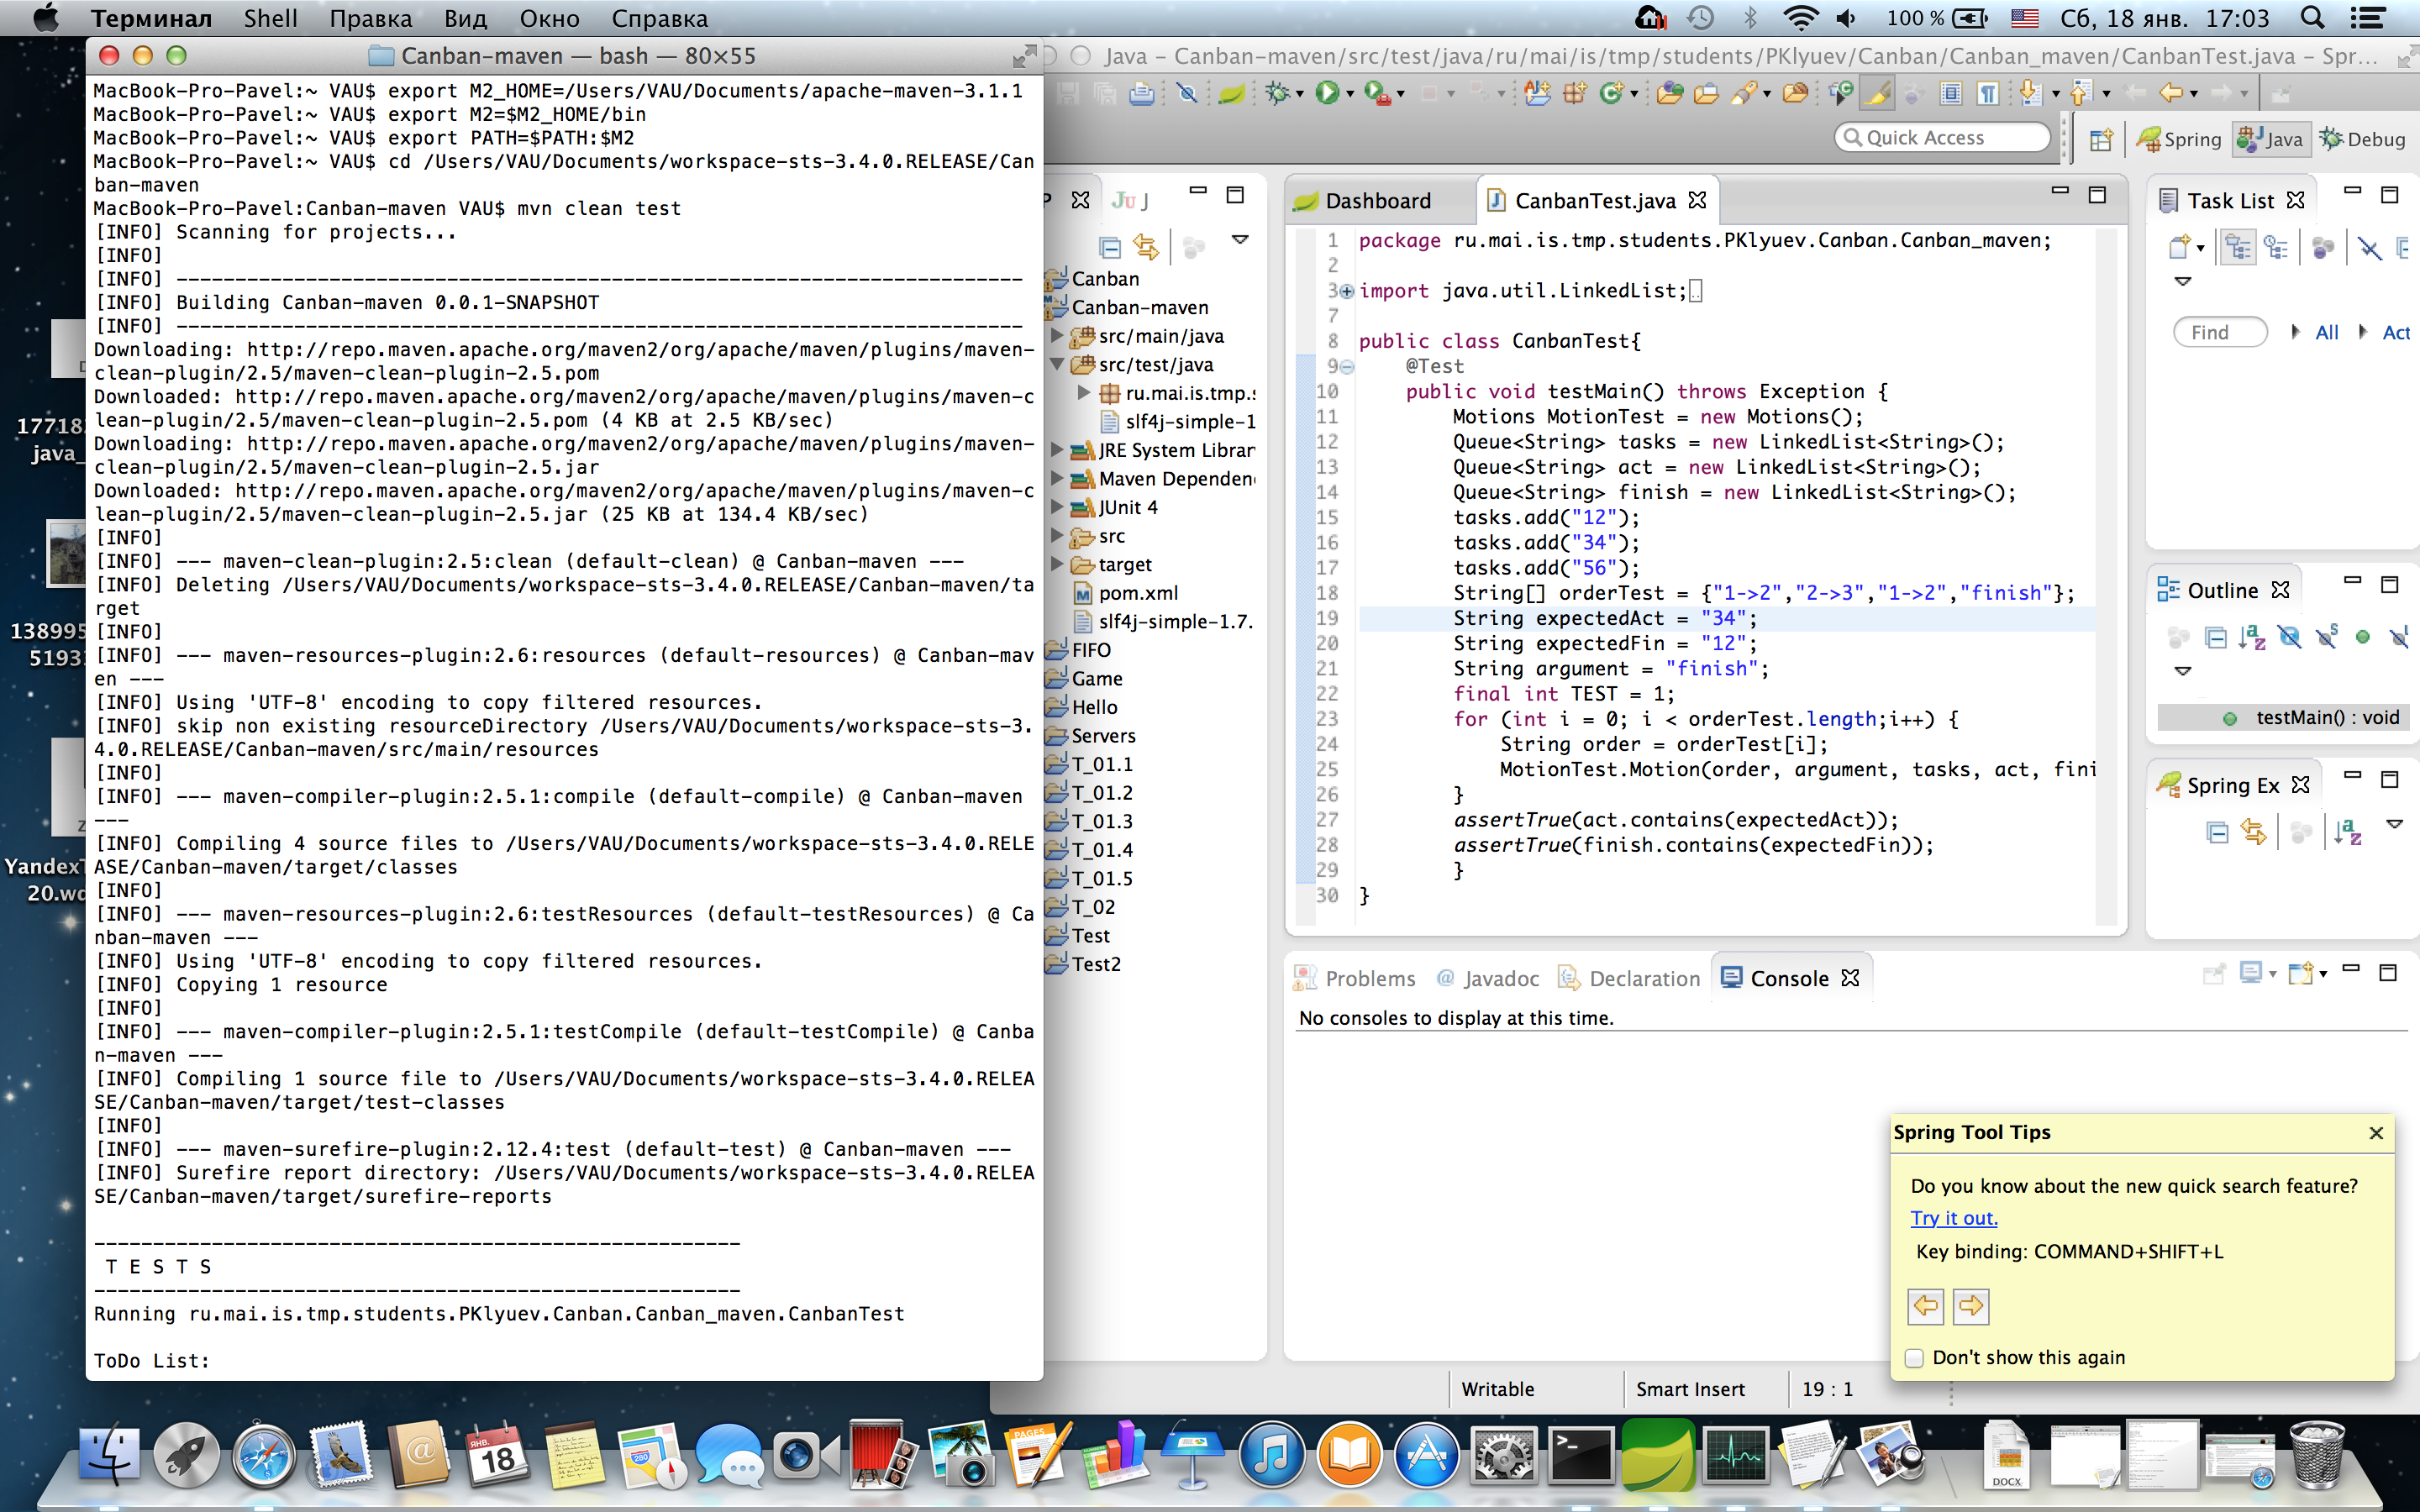 Терминал Shell Правка Вид Окно Справка 100 % Сб, 18 янв. 17:03
Canban-maven — bash — 80×55
MacBook-Pro-Pavel:~ VAU$ export M2_HOME=/Users/VAU/Documents/apache-maven-3.1.1
MacBook-Pro-Pavel:~ VAU$ export M2=$M2_HOME/bin
MacBook-Pro-Pavel:~ VAU$ export PATH=$PATH:$M2
MacBook-Pro-Pavel:~ VAU$ cd /Users/VAU/Documents/workspace-sts-3.4.0.RELEASE/Can
ban-maven
MacBook-Pro-Pavel:Canban-maven VAU$ mvn clean test
[INFO] Scanning for projects...
[INFO]
[INFO] ------------------------------------------------------------------------
[INFO] Building Canban-maven 0.0.1-SNAPSHOT
[INFO] ------------------------------------------------------------------------
Downloading: http://repo.maven.apache.org/maven2/org/apache/maven/plugins/maven-
clean-plugin/2.5/maven-clean-plugin-2.5.pom
Downloaded: http://repo.maven.apache.org/maven2/org/apache/maven/plugins/maven-c
lean-plugin/2.5/maven-clean-plugin-2.5.pom (4 KB at 2.5 KB/sec)
Downloading: http://repo.maven.apache.org/maven2/org/apache/maven/plugins/maven-
clean-plugin/2.5/maven-clean-plugin-2.5.jar
Downloaded: http://repo.maven.apache.org/maven2/org/apache/maven/plugins/maven-c
lean-plugin/2.5/maven-clean-plugin-2.5.jar (25 KB at 134.4 KB/sec)
[INFO]
[INFO] --- maven-clean-plugin:2.5:clean (default-clean) @ Canban-maven ---
[INFO] Deleting /Users/VAU/Documents/workspace-sts-3.4.0.RELEASE/Canban-maven/ta
rget
[INFO]
[INFO] --- maven-resources-plugin:2.6:resources (default-resources) @ Canban-mav
en ---
[INFO] Using 'UTF-8' encoding to copy filtered resources.
[INFO] skip non existing resourceDirectory /Users/VAU/Documents/workspace-sts-3.
4.0.RELEASE/Canban-maven/src/main/resources
[INFO]
[INFO] --- maven-compiler-plugin:2.5.1:compile (default-compile) @ Canban-maven
---
[INFO] Compiling 4 source files to /Users/VAU/Documents/workspace-sts-3.4.0.RELE
ASE/Canban-maven/target/classes
[INFO]
[INFO] --- maven-resources-plugin:2.6:testResources (default-testResources) @ Ca
nban-maven ---
[INFO] Using 'UTF-8' encoding to copy filtered resources.
[INFO] Copying 1 resource
[INFO]
[INFO] --- maven-compiler-plugin:2.5.1:testCompile (default-testCompile) @ Canba
n-maven ---
[INFO] Compiling 1 source file to /Users/VAU/Documents/workspace-sts-3.4.0.RELEA
SE/Canban-maven/target/test-classes
[INFO]
[INFO] --- maven-surefire-plugin:2.12.4:test (default-test) @ Canban-maven ---
[INFO] Surefire report directory: /Users/VAU/Documents/workspace-sts-3.4.0.RELEA
SE/Canban-maven/target/surefire-reports
-------------------------------------------------------
T E S T S
-------------------------------------------------------
Running ru.mai.is.tmp.students.PKlyuev.Canban.Canban_maven.CanbanTest
ToDo List:
17718
java_
138995
5193
YandexT
20.wd
Java – Canban-maven/src/test/java/ru/mai/is/tmp/students/PKlyuev/Canban/Canban_maven/CanbanTest.java – Spr...
Quick Access
Spring Java Debug
P JU J
Canban
Canban-maven
src/main/java
src/test/java
ru.mai.is.tmp.s
slf4j-simple-1
JRE System Librar
Maven Dependen
JUnit 4
src
target
pom.xml
slf4j-simple-1.7.
FIFO
Game
Hello
Servers
T_01.1
T_01.2
T_01.3
T_01.4
T_01.5
T_02
Test
Test2
Dashboard CanbanTest.java
1 package ru.mai.is.tmp.students.PKlyuev.Canban.Canban_maven;
2
3 import java.util.LinkedList;
7
8 public class CanbanTest{
9 @Test
10 public void testMain() throws Exception {
11 Motions MotionTest = new Motions();
12 Queue<String> tasks = new LinkedList<String>();
13 Queue<String> act = new LinkedList<String>();
14 Queue<String> finish = new LinkedList<String>();
15 tasks.add("12");
16 tasks.add("34");
17 tasks.add("56");
18 String[] orderTest = {"1->2","2->3","1->2","finish"};
19 String expectedAct = "34";
20 String expectedFin = "12";
21 String argument = "finish";
22 final int TEST = 1;
23 for (int i = 0; i < orderTest.length;i++) {
24 String order = orderTest[i];
25 MotionTest.Motion(order, argument, tasks, act, fini
26 }
27 assertTrue(act.contains(expectedAct));
28 assertTrue(finish.contains(expectedFin));
29 }
30 }
Problems @ Javadoc Declaration Console
No consoles to display at this time.
Writable Smart Insert 19 : 1
Task List
Find All Act
Outline
testMain() : void
Spring Ex
Spring Tool Tips
Do you know about the new quick search feature?
Try it out.
Key binding: COMMAND+SHIFT+L
Don't show this again
ЯНВ.
18
280
PAGES
DOCX